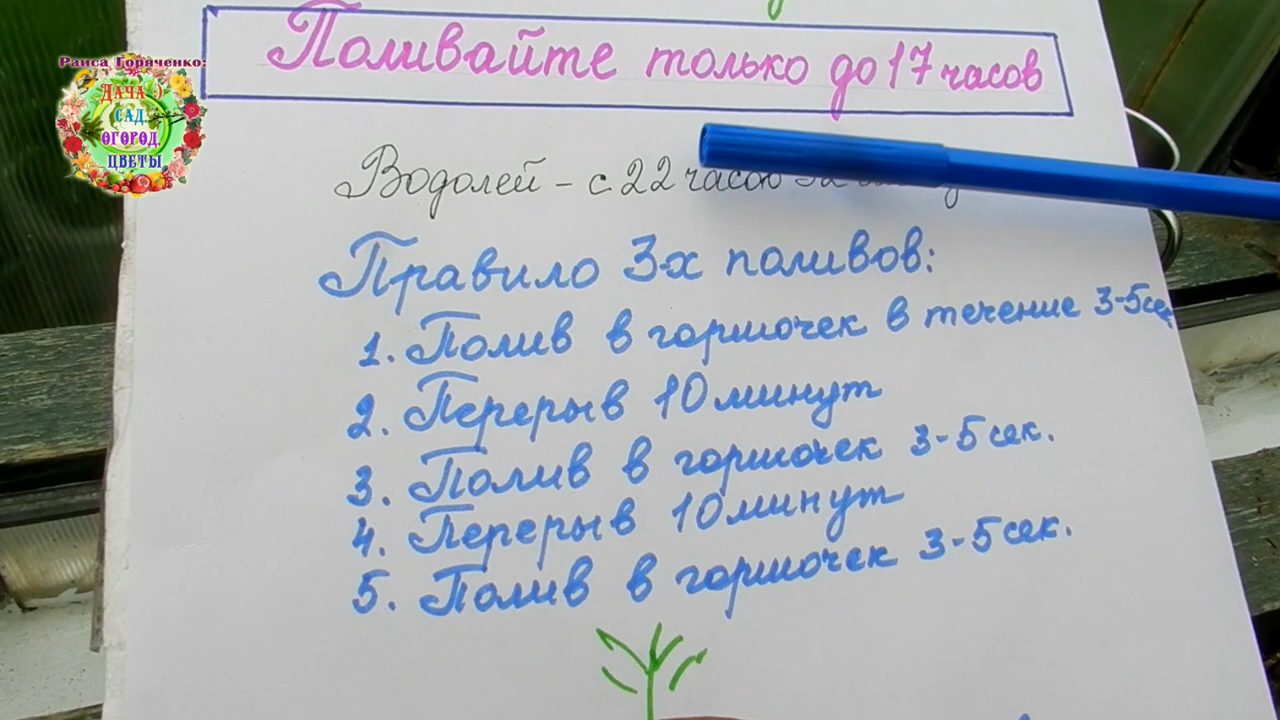 Раиса Горяченко:
ДАЧА :)
САД
ОГОРОД,
ЦВЕТЫ
Поливайте только до 17 часов
Водолей - с 22 часов
Правило 3-х поливов:
1. Полив в горшочек в течение 3-5 сек
2. Перерыв 10 минут
3. Полив в горшочек 3-5 сек.
4. Перерыв 10 минут
5. Полив в горшочек 3-5 сек.